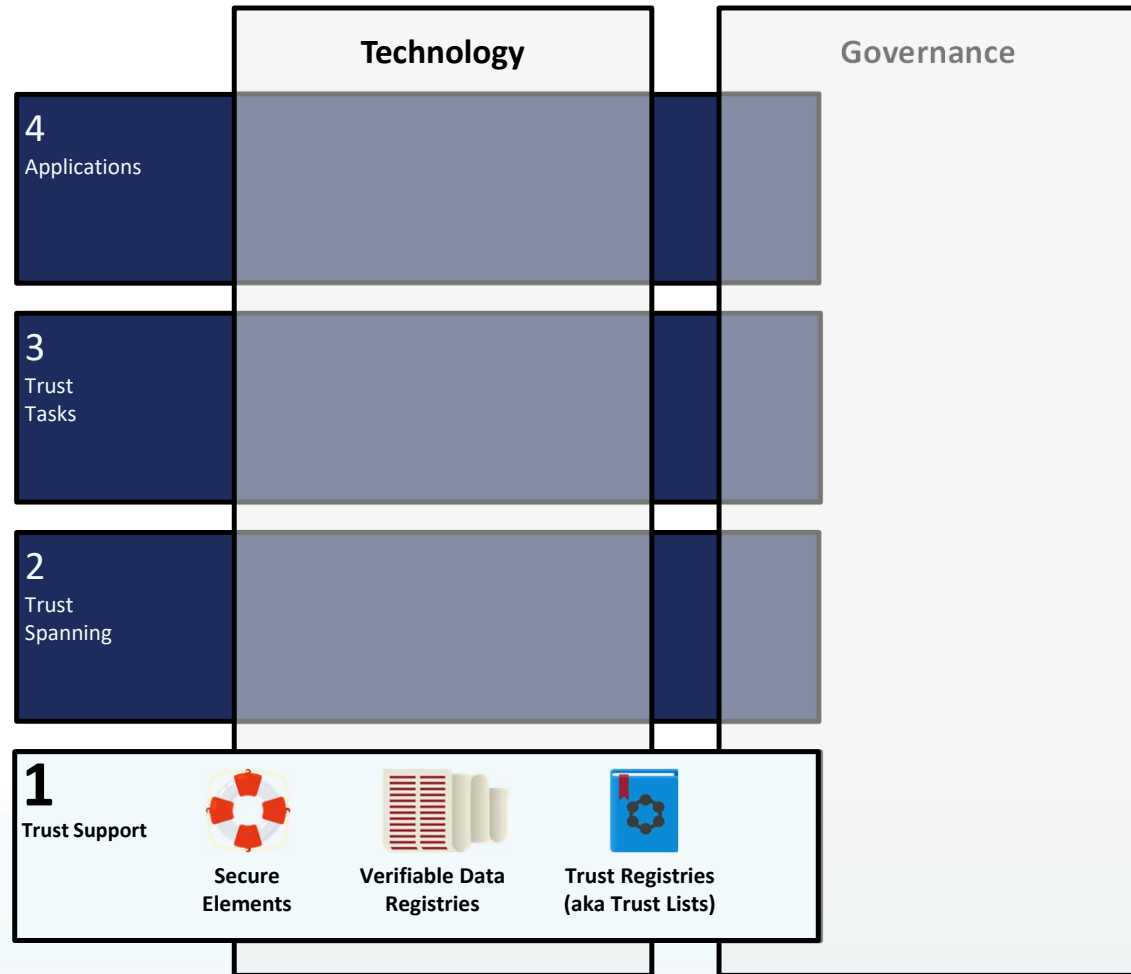 Technology
Governance
4
Applications
3
Trust
Tasks
2
Trust
Spanning
1
Trust Support
Secure
Elements
Verifiable Data
Registries
Trust Registries
(aka Trust Lists)